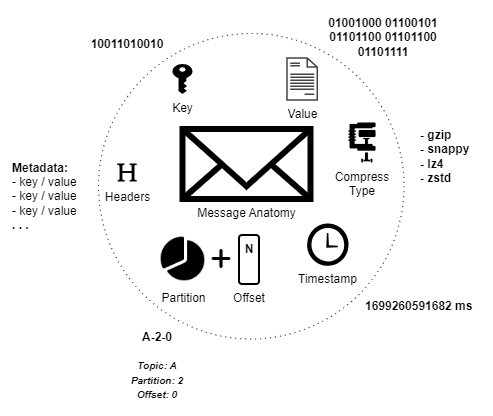 01001000 01100101
01101100 01101100
01101111
10011010010
Key
Value
- gzip
- snappy
- lz4
- zstd
Compress
Type
Metadata:
- key / value
- key / value
- key / value
. . .
H
Headers
Message Anatomy
N
Partition
+
Offset
Timestamp
1699260591682 ms
A-2-0
Topic: A
Partition: 2
Offset: 0